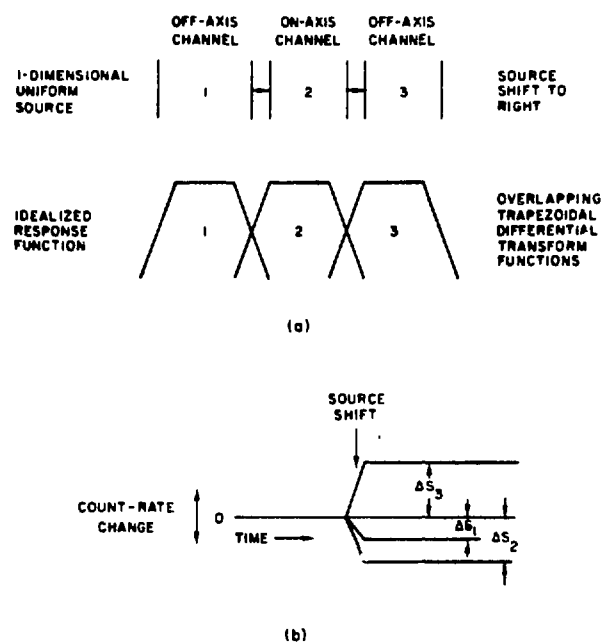 OFF-AXIS CHANNEL
ON-AXIS CHANNEL
OFF-AXIS CHANNEL
1-DIMENSIONAL
UNIFORM
SOURCE
1
2
3
SOURCE
SHIFT TO
RIGHT
IDEALIZED
RESPONSE
FUNCTION
1
2
3
OVERLAPPING
TRAPEZOIDAL
DIFFERENTIAL
TRANSFORM
FUNCTIONS
(a)
SOURCE
SHIFT
COUNT-RATE
CHANGE
0
TIME
ΔS3
ΔS1
ΔS2
(b)